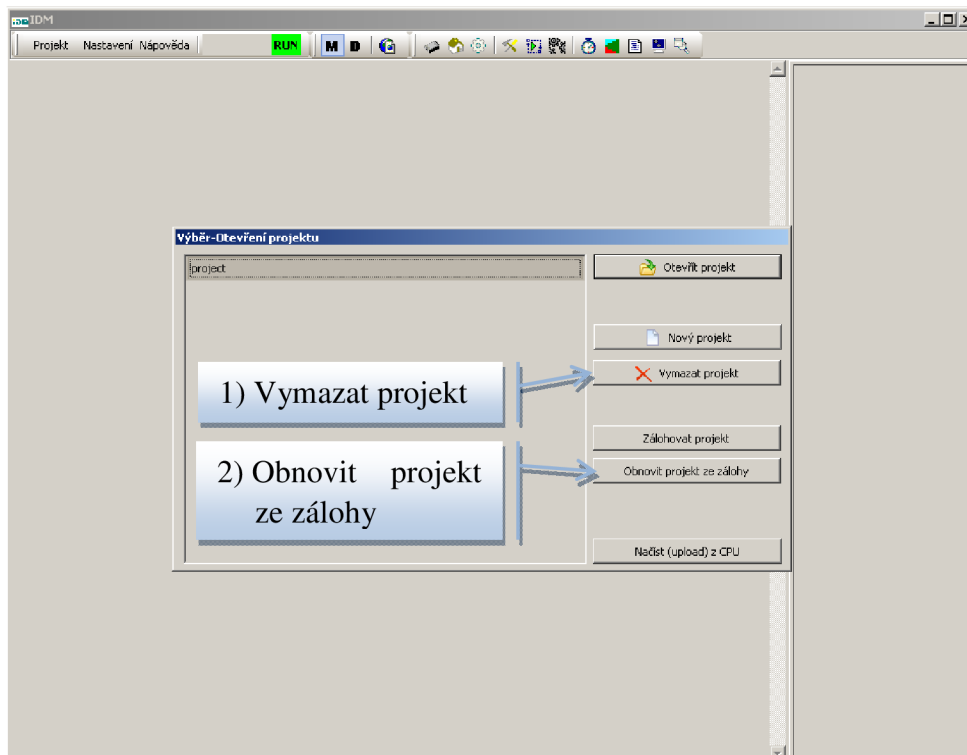 IDM
Projekt Nastavení Nápověda RUN M D
Výběr-Otevření projektu
project
Otevřít projekt
Nový projekt
Vymazat projekt
1) Vymazat projekt
Zálohovat projekt
Obnovit projekt ze zálohy
2) Obnovit projekt
ze zálohy
Načíst (upload) z CPU